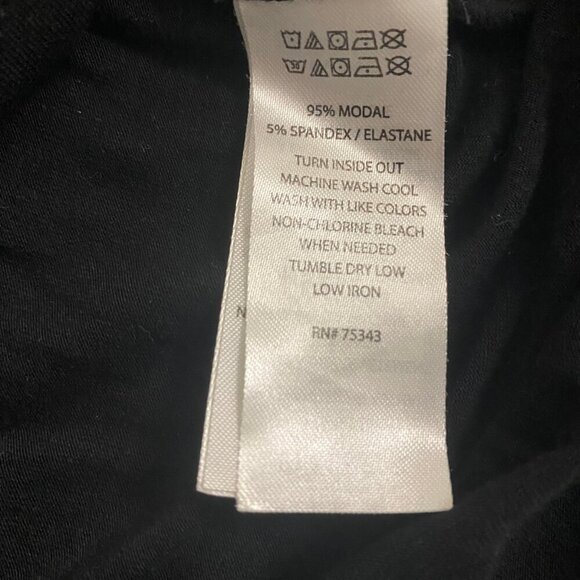 95% MODAL
5% SPANDEX / ELASTANE
TURN INSIDE OUT
MACHINE WASH COOL
WASH WITH LIKE COLORS
NON-CHLORINE BLEACH
WHEN NEEDED
TUMBLE DRY LOW
LOW IRON
N
RN# 75343